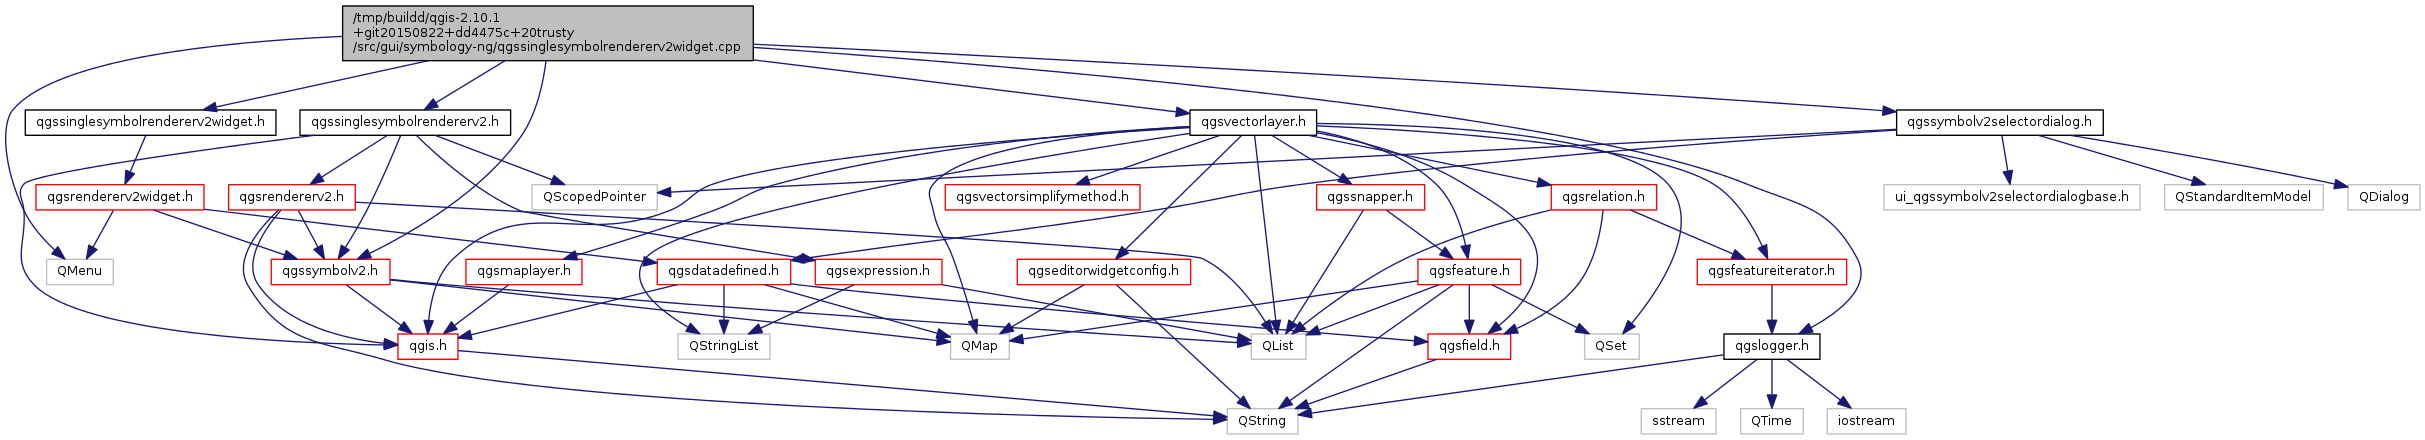 /tmp/buildd/qgis-2.10.1
+git20150822+dd4475c+20trusty
/src/gui/symbology-ng/qgssinglesymbolrendererv2widget.cpp
qgssinglesymbolrendererv2widget.h
qgssinglesymbolrendererv2.h
qgsvectorlayer.h
qgssymbolv2selectordialog.h
qgsrendererv2widget.h
qgsrendererv2.h
QScopedPointer
qgsvectorsimplifymethod.h
qgssnapper.h
qgsrelation.h
ui_qgssymbolv2selectordialogbase.h
QStandardItemModel
QDialog
QMenu
qgssymbolv2.h
qgsmaplayer.h
qgsdatadefined.h
qgsexpression.h
qgseditorwidgetconfig.h
qgsfeature.h
qgsfeatureiterator.h
qgis.h
QStringList
QMap
QList
qgsfield.h
QSet
qgslogger.h
QString
sstream
QTime
iostream